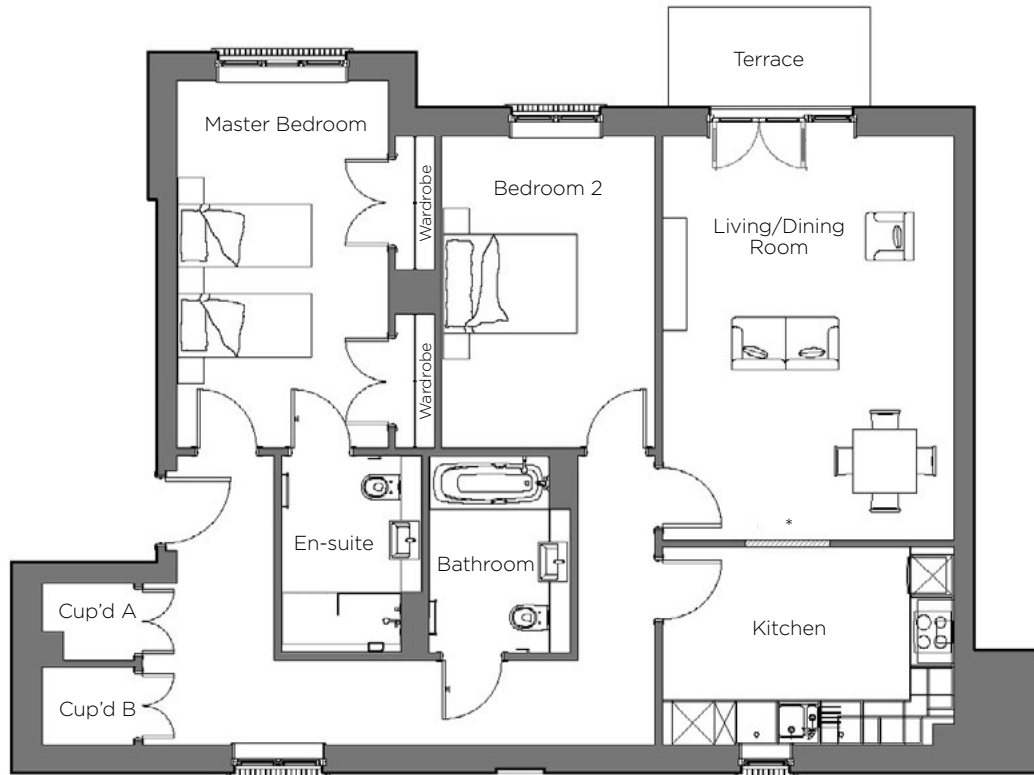 Terrace
Master Bedroom
Wardrobe
Bedroom 2
Living/Dining
Room
Wardrobe
*
En-suite
Bathroom
Cup'd A
Kitchen
Cup'd B